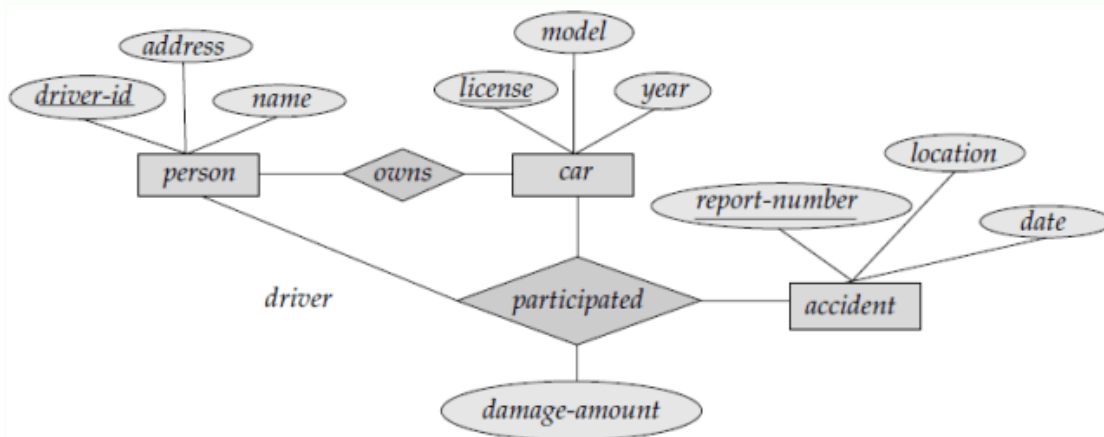 model
address
driver-id
name
license
year
location
person
owns
car
report-number
date
driver
participated
accident
damage-amount